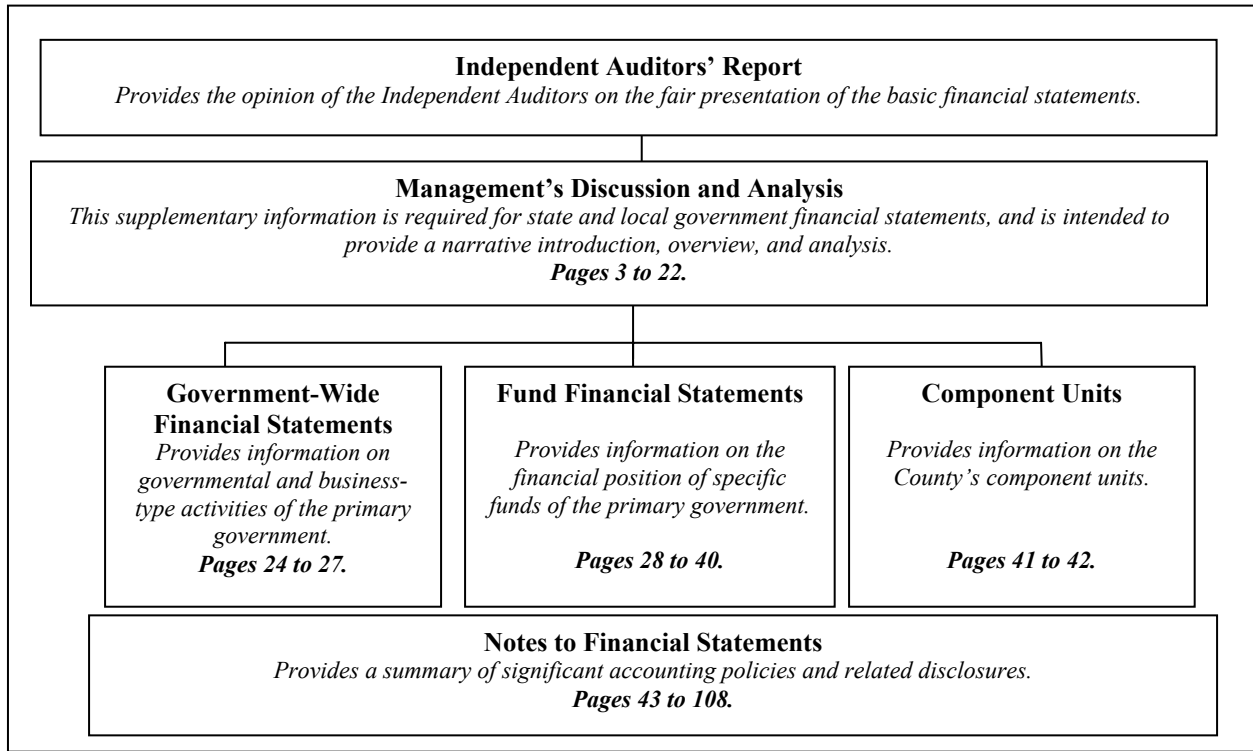 Independent Auditors’ Report
Provides the opinion of the Independent Auditors on the fair presentation of the basic financial statements.
Management’s Discussion and Analysis
This supplementary information is required for state and local government financial statements, and is intended to
provide a narrative introduction, overview, and analysis.
Pages 3 to 22.
Government-Wide
Financial Statements
Provides information on
governmental and business-
type activities of the primary
government.
Pages 24 to 27.
Fund Financial Statements
Provides information on the
financial position of specific
funds of the primary government.
Pages 28 to 40.
Component Units
Provides information on the
County’s component units.
Pages 41 to 42.
Notes to Financial Statements
Provides a summary of significant accounting policies and related disclosures.
Pages 43 to 108.